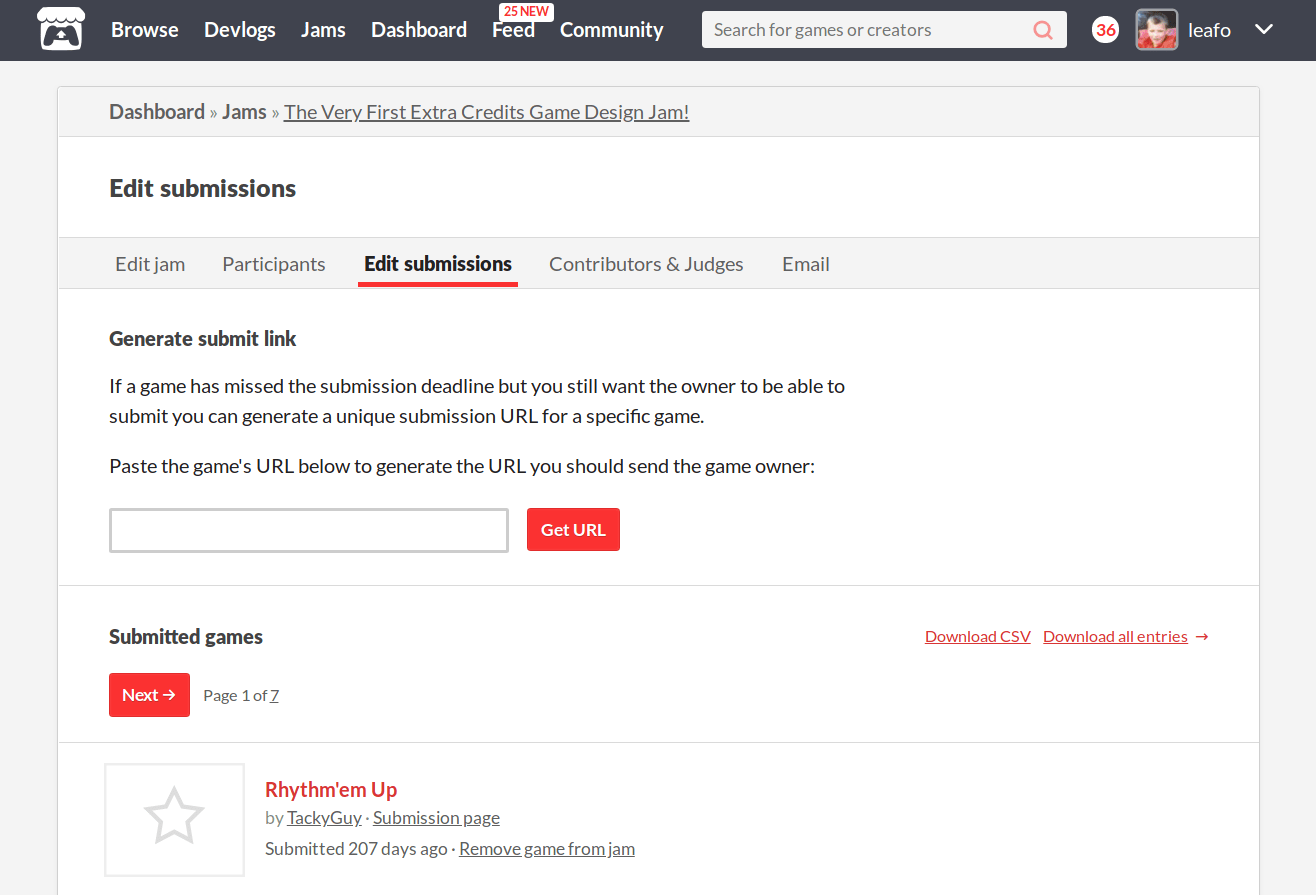 25 NEW
Browse Devlogs Jams Dashboard Feed Community Search for games or creators 36 leafo
Dashboard » Jams » The Very First Extra Credits Game Design Jam!
Edit submissions
Edit jam Participants Edit submissions Contributors & Judges Email
Generate submit link
If a game has missed the submission deadline but you still want the owner to be able to
submit you can generate a unique submission URL for a specific game.
Paste the game's URL below to generate the URL you should send the game owner:
Get URL
Submitted games Download CSV Download all entries →
Next → Page 1 of 7
Rhythm'em Up
by TackyGuy · Submission page
Submitted 207 days ago · Remove game from jam